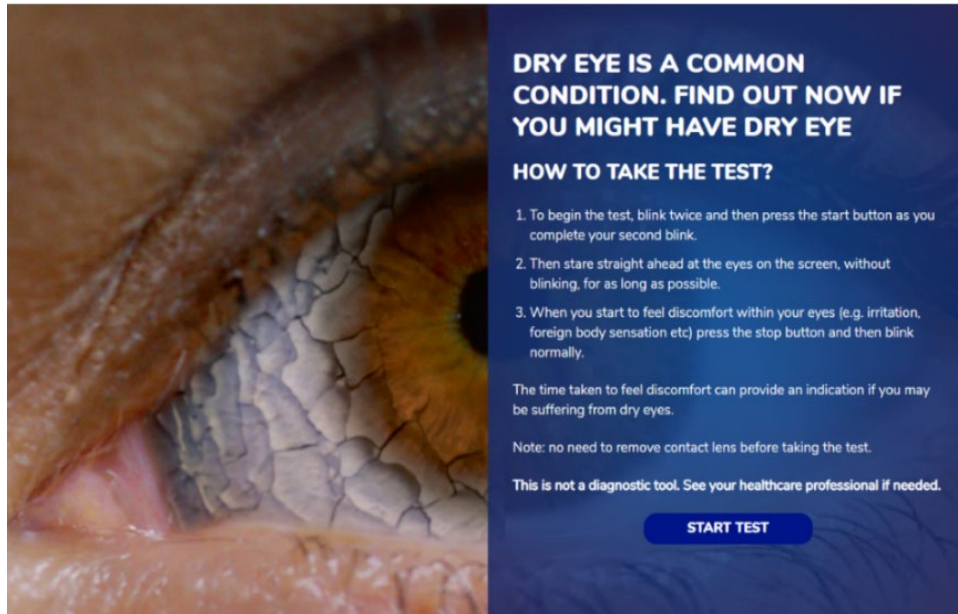 DRY EYE IS A COMMON
CONDITION. FIND OUT NOW IF
YOU MIGHT HAVE DRY EYE
HOW TO TAKE THE TEST?
1. To begin the test, blink twice and then press the start button as you
complete your second blink.
2. Then stare straight ahead at the eyes on the screen, without
blinking, for as long as possible.
3. When you start to feel discomfort within your eyes (e.g. irritation,
foreign body sensation etc) press the stop button and then blink
normally.
The time taken to feel discomfort can provide an indication if you may
be suffering from dry eyes.
Note: no need to remove contact lens before taking the test.
This is not a diagnostic tool. See your healthcare professional if needed.
START TEST